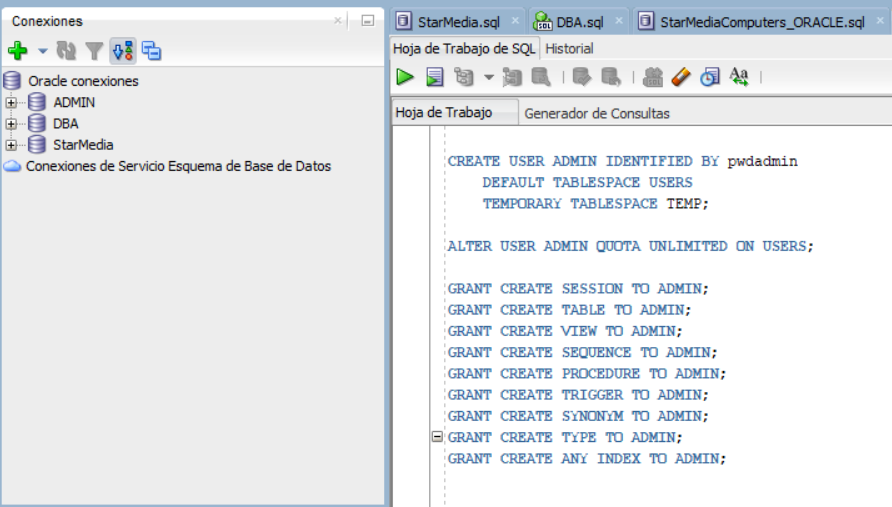 Conexiones
Oracle conexiones
ADMIN
DBA
StarMedia
Conexiones de Servicio Esquema de Base de Datos
StarMedia.sql
DBA.sql
StarMediaComputers_ORACLE.sql
Hoja de Trabajo de SQL
Historial
Hoja de Trabajo
Generador de Consultas
CREATE USER ADMIN IDENTIFIED BY pwdadmin
DEFAULT TABLESPACE USERS
TEMPORARY TABLESPACE TEMP;
ALTER USER ADMIN QUOTA UNLIMITED ON USERS;
GRANT CREATE SESSION TO ADMIN;
GRANT CREATE TABLE TO ADMIN;
GRANT CREATE VIEW TO ADMIN;
GRANT CREATE SEQUENCE TO ADMIN;
GRANT CREATE PROCEDURE TO ADMIN;
GRANT CREATE TRIGGER TO ADMIN;
GRANT CREATE SYNONYM TO ADMIN;
GRANT CREATE TYPE TO ADMIN;
GRANT CREATE ANY INDEX TO ADMIN;